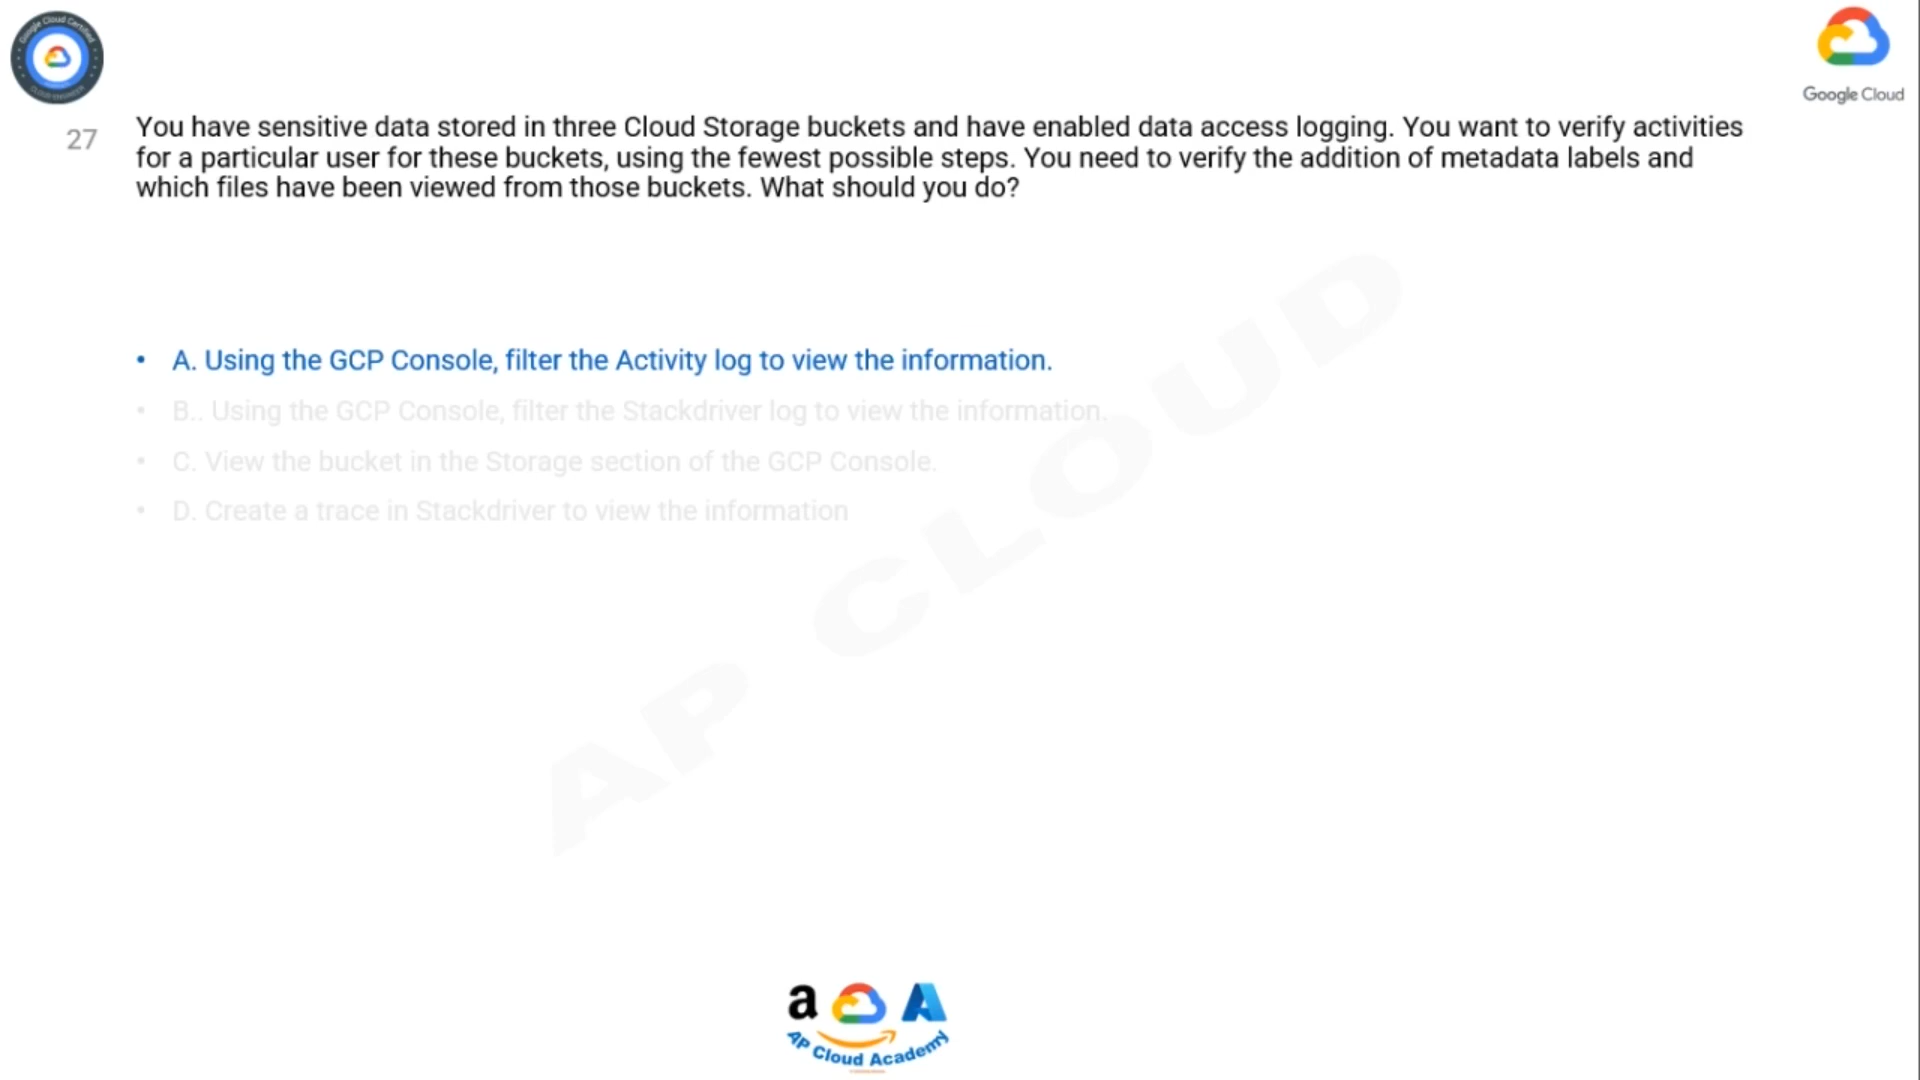 Google Cloud Certified
CLOUD ENGINEER
Google Cloud
27
You have sensitive data stored in three Cloud Storage buckets and have enabled data access logging. You want to verify activities
for a particular user for these buckets, using the fewest possible steps. You need to verify the addition of metadata labels and
which files have been viewed from those buckets. What should you do?
• A. Using the GCP Console, filter the Activity log to view the information.
• B.. Using the GCP Console, filter the Stackdriver log to view the information.
• C. View the bucket in the Storage section of the GCP Console.
• D. Create a trace in Stackdriver to view the information
AP CLOUD
a
AP Cloud Academy